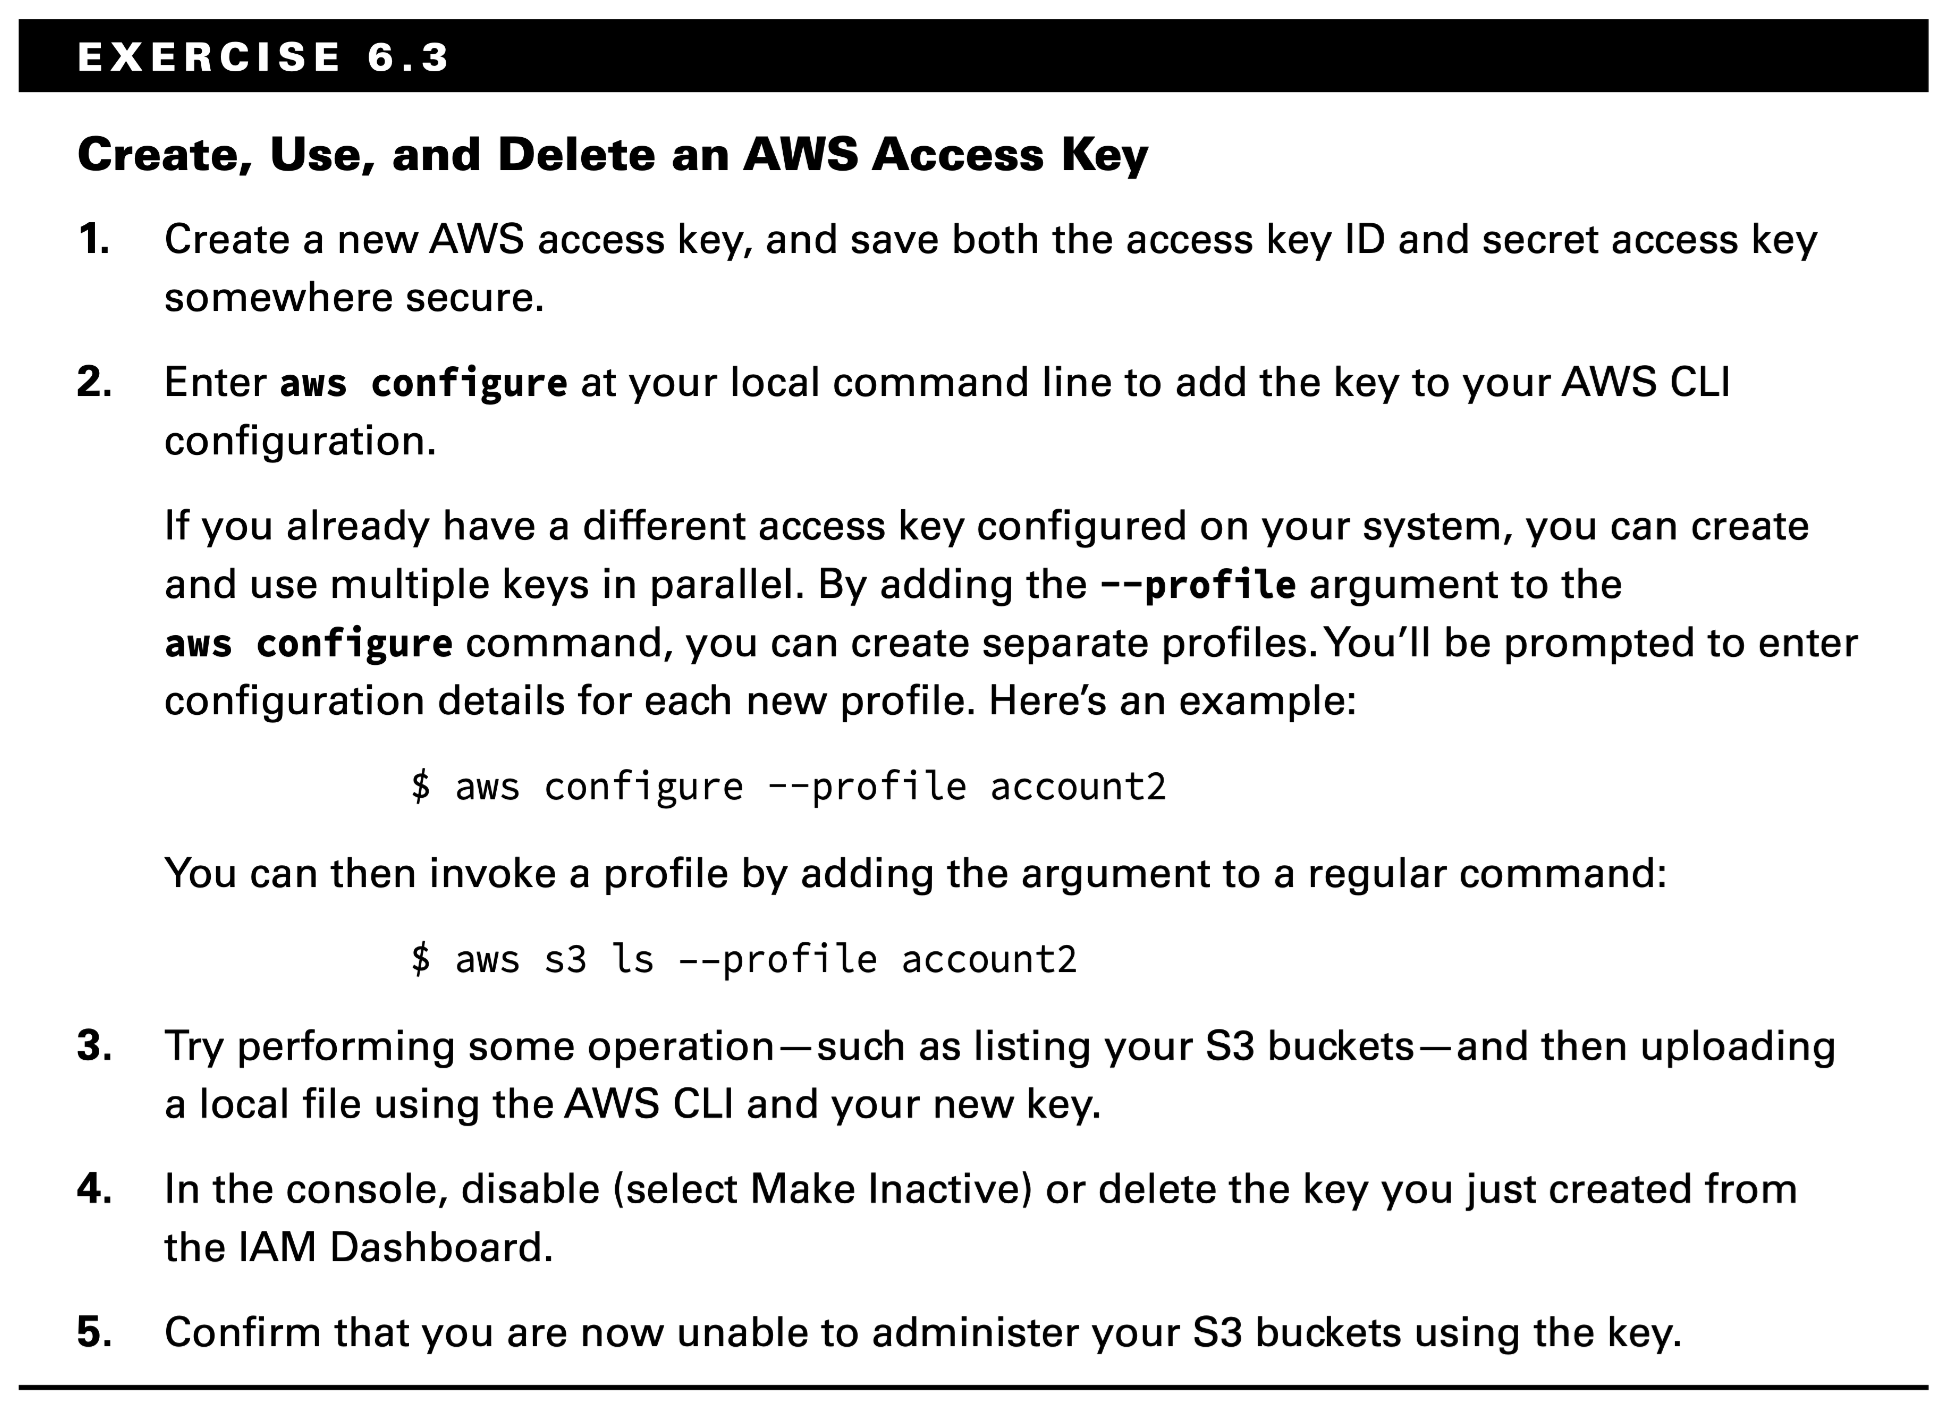 EXERCISE 6.3
Create, Use, and Delete an AWS Access Key
1. Create a new AWS access key, and save both the access key ID and secret access key
somewhere secure.
2. Enter aws configure at your local command line to add the key to your AWS CLI
configuration.
If you already have a different access key configured on your system, you can create
and use multiple keys in parallel. By adding the --profile argument to the
aws configure command, you can create separate profiles. You’ll be prompted to enter
configuration details for each new profile. Here’s an example:
$ aws configure --profile account2
You can then invoke a profile by adding the argument to a regular command:
$ aws s3 ls --profile account2
3. Try performing some operation—such as listing your S3 buckets—and then uploading
a local file using the AWS CLI and your new key.
4. In the console, disable (select Make Inactive) or delete the key you just created from
the IAM Dashboard.
5. Confirm that you are now unable to administer your S3 buckets using the key.